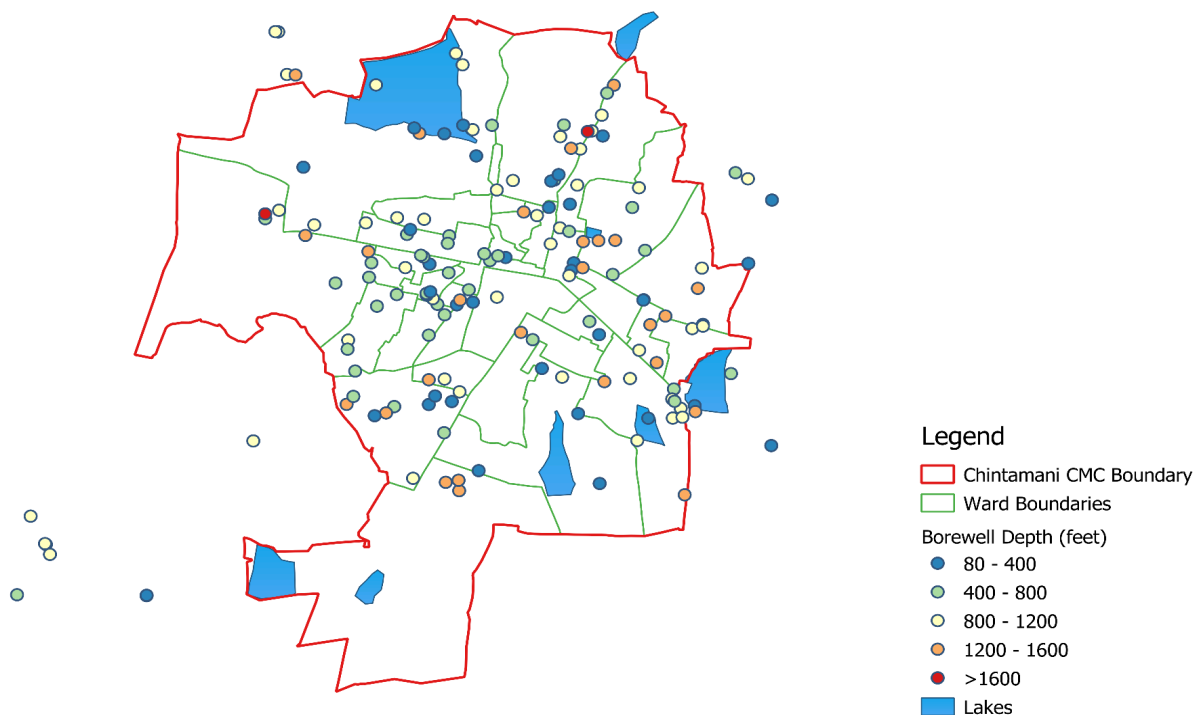 Legend
Chintamani CMC Boundary
Ward Boundaries
Borewell Depth (feet)
80 - 400
400 - 800
800 - 1200
1200 - 1600
>1600
Lakes